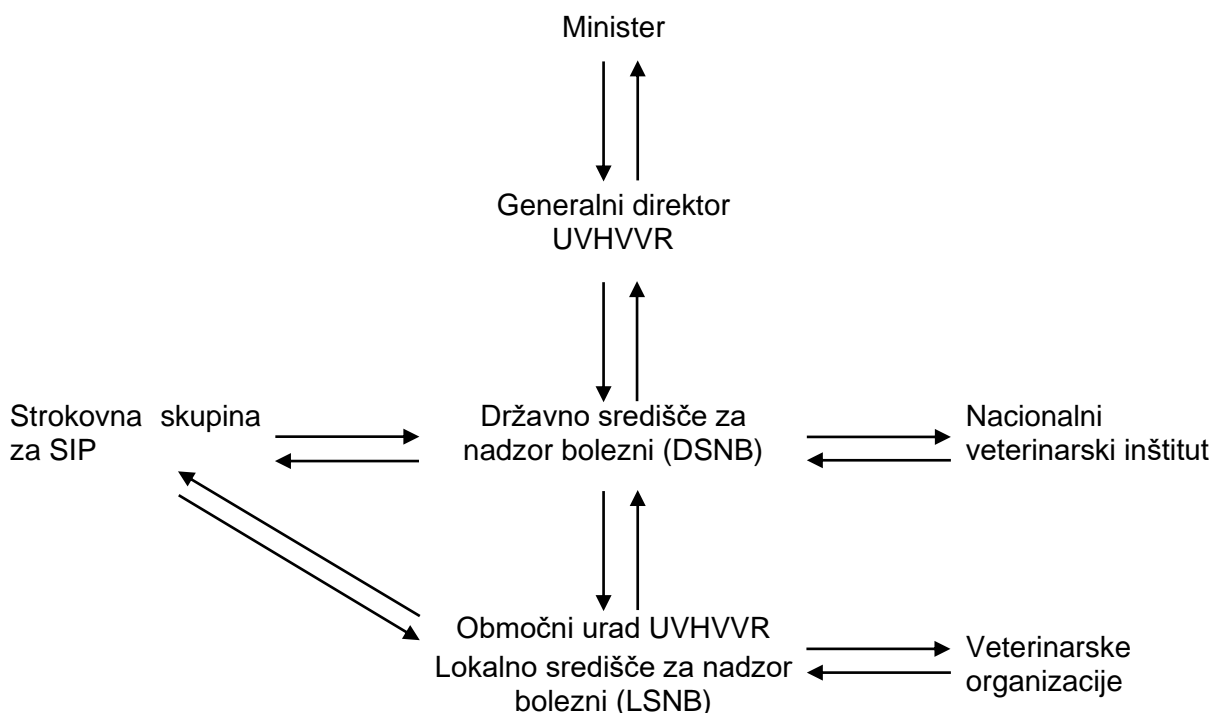 Minister
Generalni direktor
UVHVVR
Strokovna skupina
za SIP
Državno središče za
nadzor bolezni (DSNB)
Nacionalni
veterinarski inštitut
Območni urad UVHVVR
Lokalno središče za nadzor
bolezni (LSNB)
Veterinarske
organizacije